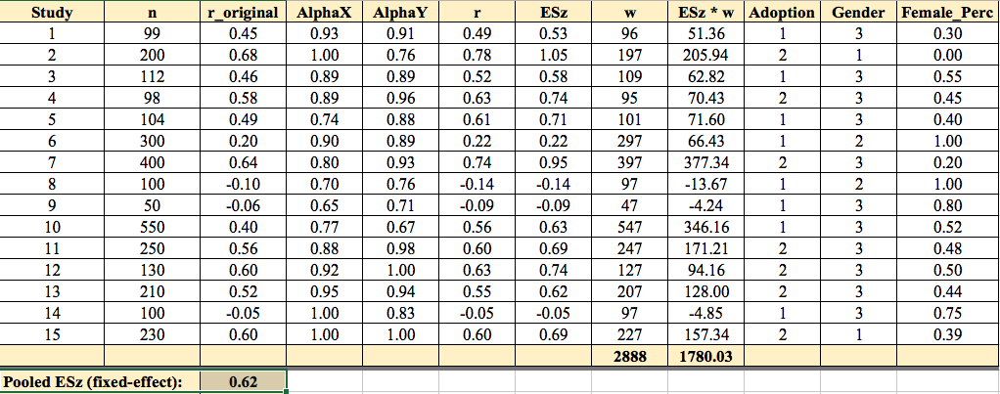 Study n r_original AlphaX AlphaY r ESz w ESz * w Adoption Gender Female_Perc
1 99 0.45 0.93 0.91 0.49 0.53 96 51.36 1 3 0.30
2 200 0.68 1.00 0.76 0.78 1.05 197 205.94 2 1 0.00
3 112 0.46 0.89 0.89 0.52 0.58 109 62.82 1 3 0.55
4 98 0.58 0.89 0.96 0.63 0.74 95 70.43 2 3 0.45
5 104 0.49 0.74 0.88 0.61 0.71 101 71.60 1 3 0.40
6 300 0.20 0.90 0.89 0.22 0.22 297 66.43 1 2 1.00
7 400 0.64 0.80 0.93 0.74 0.95 397 377.34 2 3 0.20
8 100 -0.10 0.70 0.76 -0.14 -0.14 97 -13.67 1 2 1.00
9 50 -0.06 0.65 0.71 -0.09 -0.09 47 -4.24 1 3 0.80
10 550 0.40 0.77 0.67 0.56 0.63 547 346.16 1 3 0.52
11 250 0.56 0.88 0.98 0.60 0.69 247 171.21 2 3 0.48
12 130 0.60 0.92 1.00 0.63 0.74 127 94.16 2 3 0.50
13 210 0.52 0.95 0.94 0.55 0.62 207 128.00 2 3 0.44
14 100 -0.05 1.00 0.83 -0.05 -0.05 97 -4.85 1 3 0.75
15 230 0.60 1.00 1.00 0.60 0.69 227 157.34 2 1 0.39
2888 1780.03
Pooled ESz (fixed-effect): 0.62